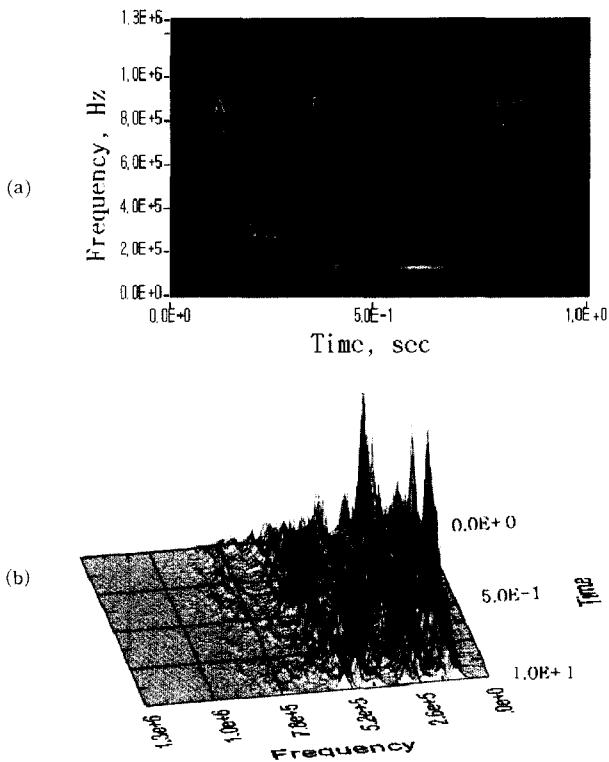 (a)
Frequency, Hz
1.3E+6
1.0E+6
8.0E+5
6.0E+5
4.0E+5
2.0E+5
0.0E+0
0.0E+0 5.0E-1 1.0E+0
Time, sec
(b)
0.0E+0
5.0E-1
1.0E+1
Time
1.3e+6 1.0e+6 7.8e+5 5.2e+5 2.6e+5 .0e+0
Frequency